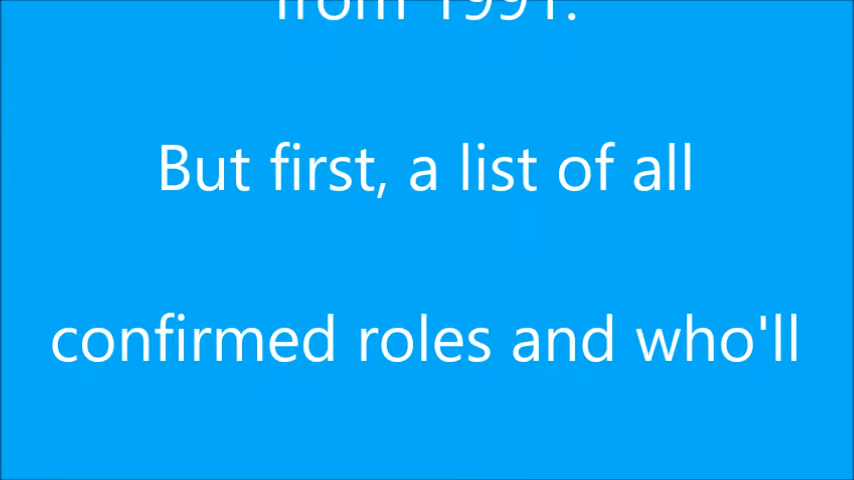 from 1991.
But first, a list of all
confirmed roles and who'll